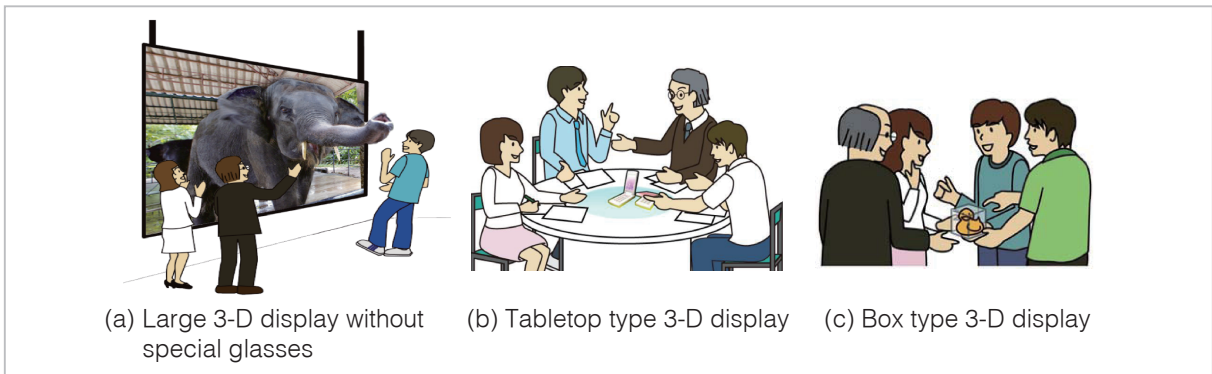 (a) Large 3-D display without
special glasses
(b) Tabletop type 3-D display
(c) Box type 3-D display